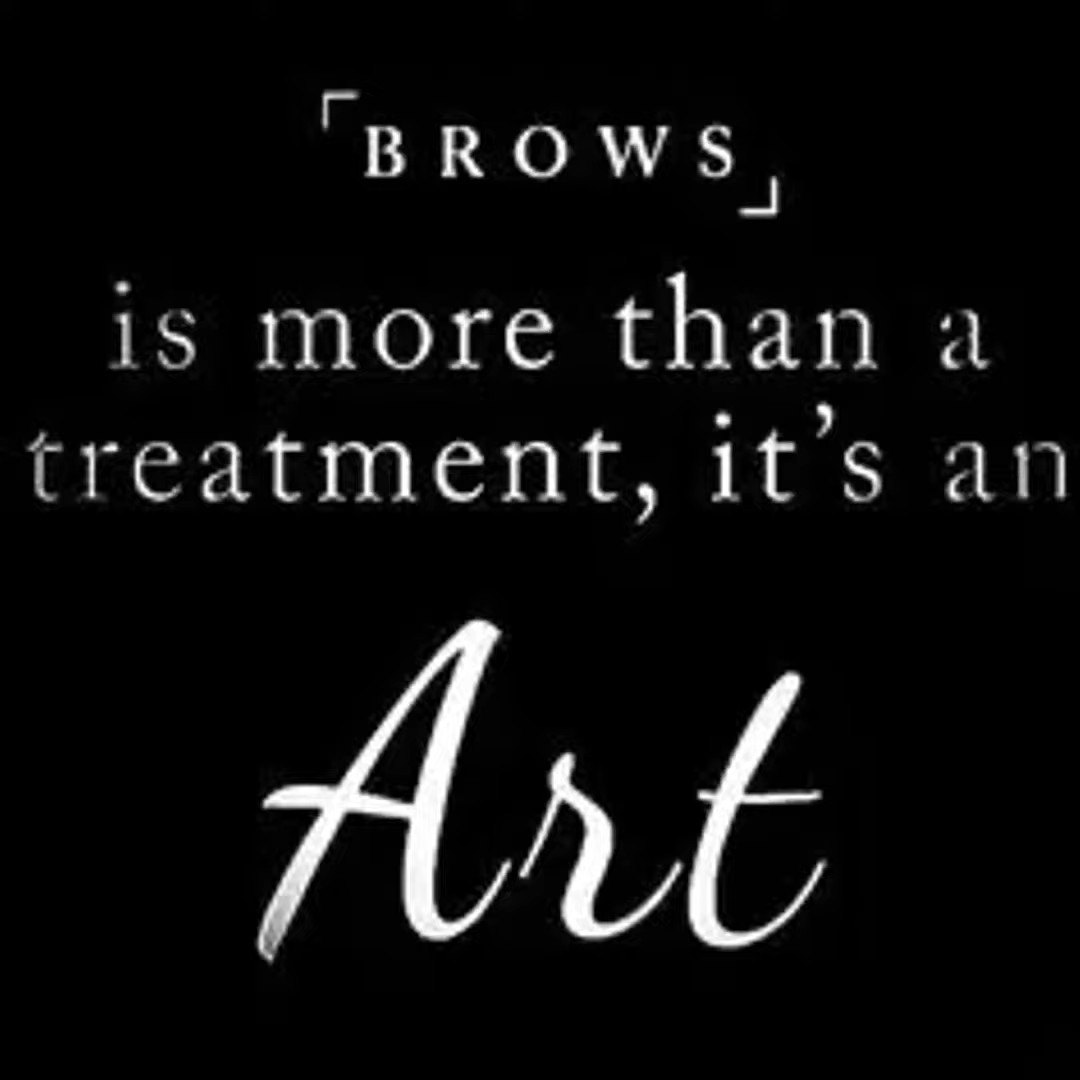 BROWS
is more than a
treatment, it’s an
Art